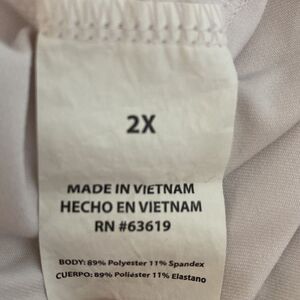 2X
MADE IN VIETNAM
HECHO EN VIETNAM
RN #63619
BODY: 89% Polyester 11% Spandex
CUERPO: 89% Poliéster 11% Elastano